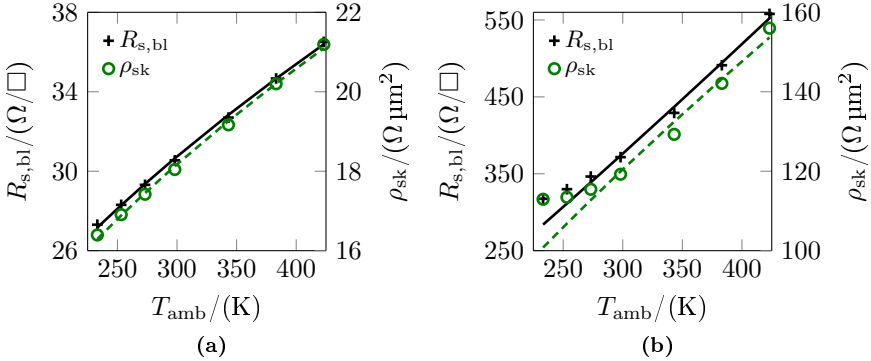 38
34
30
26
R_{s,bl}/(Ω/□)
R_{s,bl}
ρ_{sk}
22
20
18
16
ρ_{sk}/(Ω μm²)
250 300 350 400
T_{amb}/(K)
(a)
550
450
350
250
R_{s,bl}/(Ω/□)
R_{s,bl}
ρ_{sk}
160
140
120
100
ρ_{sk}/(Ω μm²)
250 300 350 400
T_{amb}/(K)
(b)